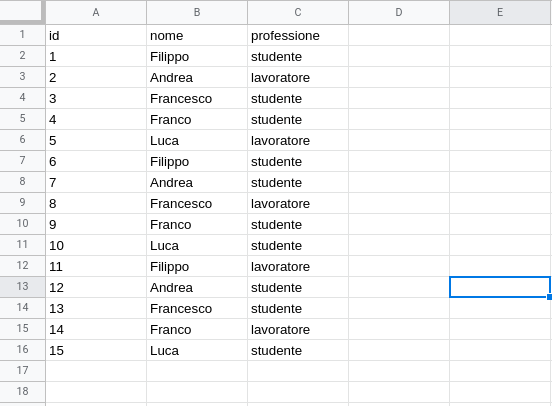 A B C D E
1 id nome professione
2 1 Filippo studente
3 2 Andrea lavoratore
4 3 Francesco studente
5 4 Franco studente
6 5 Luca lavoratore
7 6 Filippo studente
8 7 Andrea studente
9 8 Francesco lavoratore
10 9 Franco studente
11 10 Luca studente
12 11 Filippo lavoratore
13 12 Andrea studente
14 13 Francesco studente
15 14 Franco lavoratore
16 15 Luca studente
17
18